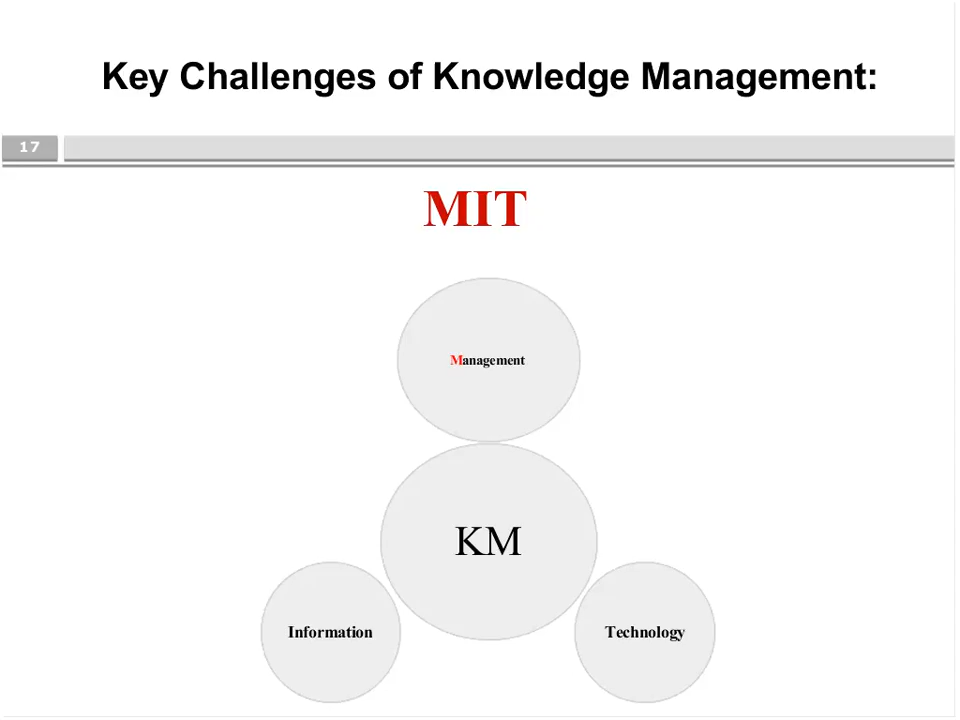 Key Challenges of Knowledge Management:
17
MIT
Management
KM
Information
Technology